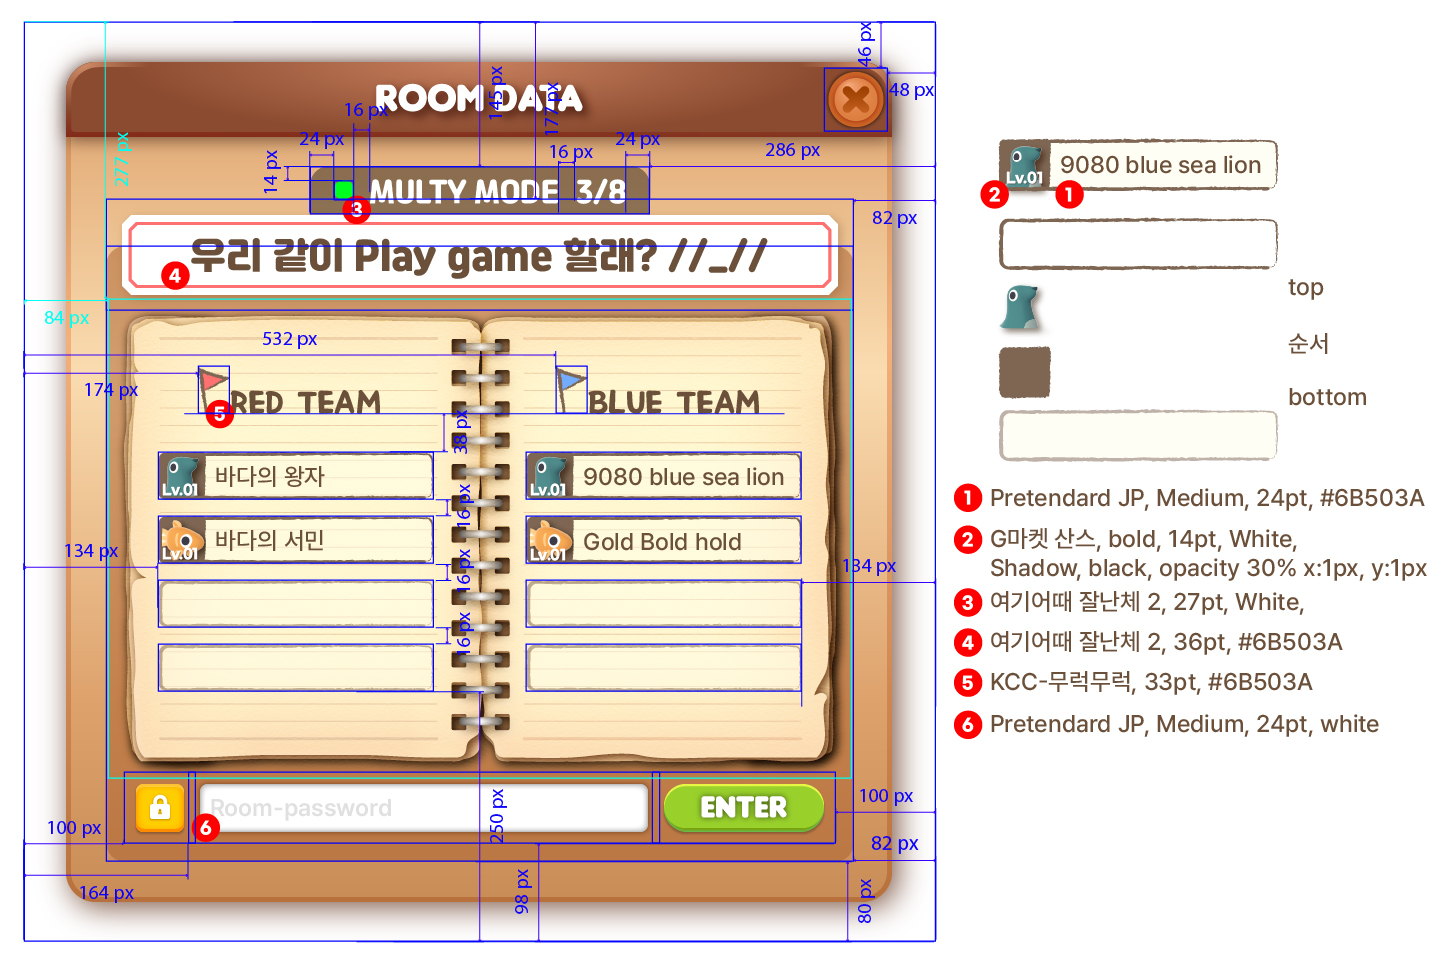 46 px
48 px
ROOM DATA
145 px
177 px
16 px
24 px
16 px
24 px
286 px
277 px
14 px
MULTY MODE 3/8
3
82 px
우리 같이 Play game 할래? //_//
4
84 px
532 px
174 px
RED TEAM
5
BLUE TEAM
38 px
Lv.01 바다의 왕자
Lv.01 9080 blue sea lion
16 px
Lv.01 바다의 서민
Lv.01 Gold Bold hold
134 px
16 px
134 px
16 px
Room-password
6
ENTER
250 px
100 px
100 px
82 px
164 px
98 px
80 px
Lv.01 9080 blue sea lion
2
1
top
순서
bottom
1 Pretendard JP, Medium, 24pt, #6B503A
2 G마켓 산스, bold, 14pt, White,
Shadow, black, opacity 30% x:1px, y:1px
3 여기어때 잘난체 2, 27pt, White,
4 여기어때 잘난체 2, 36pt, #6B503A
5 KCC-무럭무럭, 33pt, #6B503A
6 Pretendard JP, Medium, 24pt, white